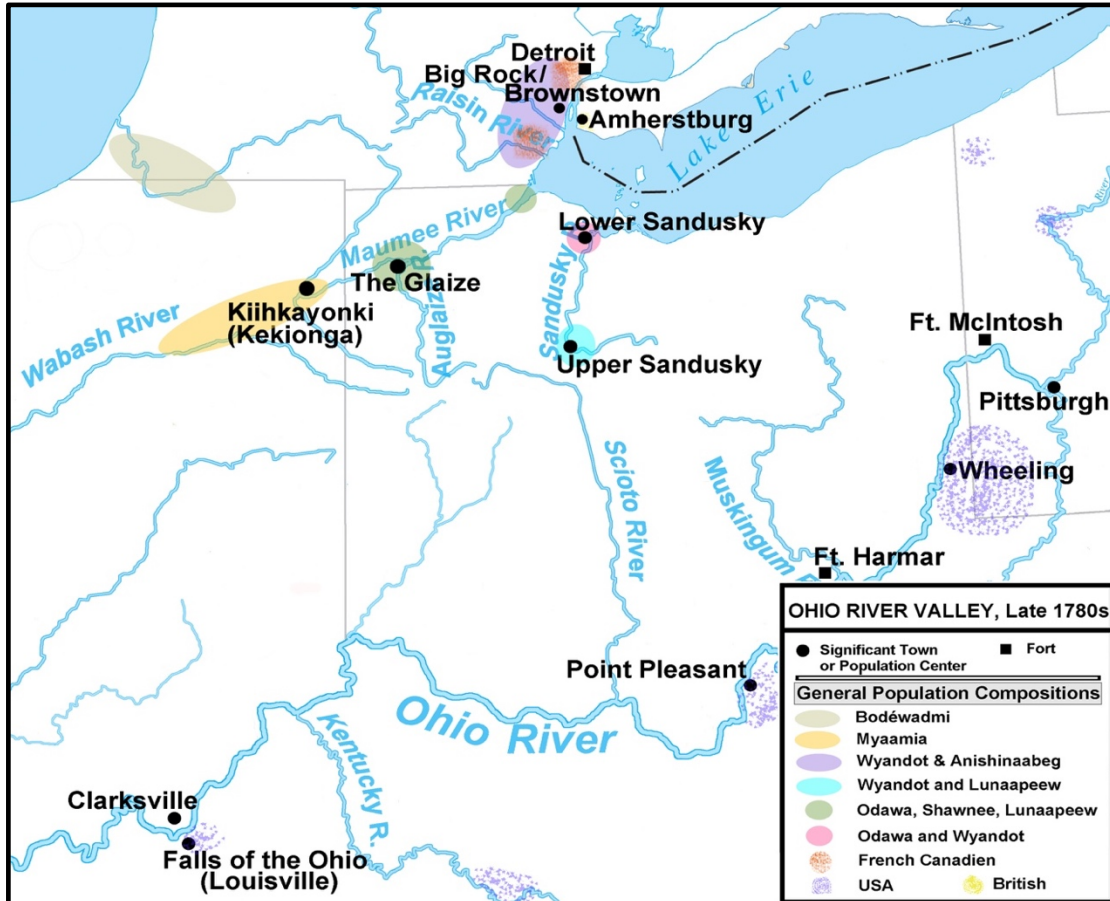 Detroit
Big Rock/
Brownstown
Raisin River
Amherstburg
Lake Erie
River
Lower Sandusky
Maumee River
The Glaize
Sandusky R.
Auglaize R.
Kiihkayonki
(Kekionga)
Wabash River
Upper Sandusky
Ft. McIntosh
Pittsburgh
Wheeling
Scioto River
Muskingum R
Ft. Harmar
Point Pleasant
Ohio River
Kentucky R.
Clarksville
Falls of the Ohio
(Louisville)
OHIO RIVER VALLEY, Late 1780s
Significant Town
or Population Center
Fort
General Population Compositions
Bodéwadmi
Myaamia
Wyandot & Anishinaabeg
Wyandot and Lunaapeew
Odawa, Shawnee, Lunaapeew
Odawa and Wyandot
French Canadien
USA
British